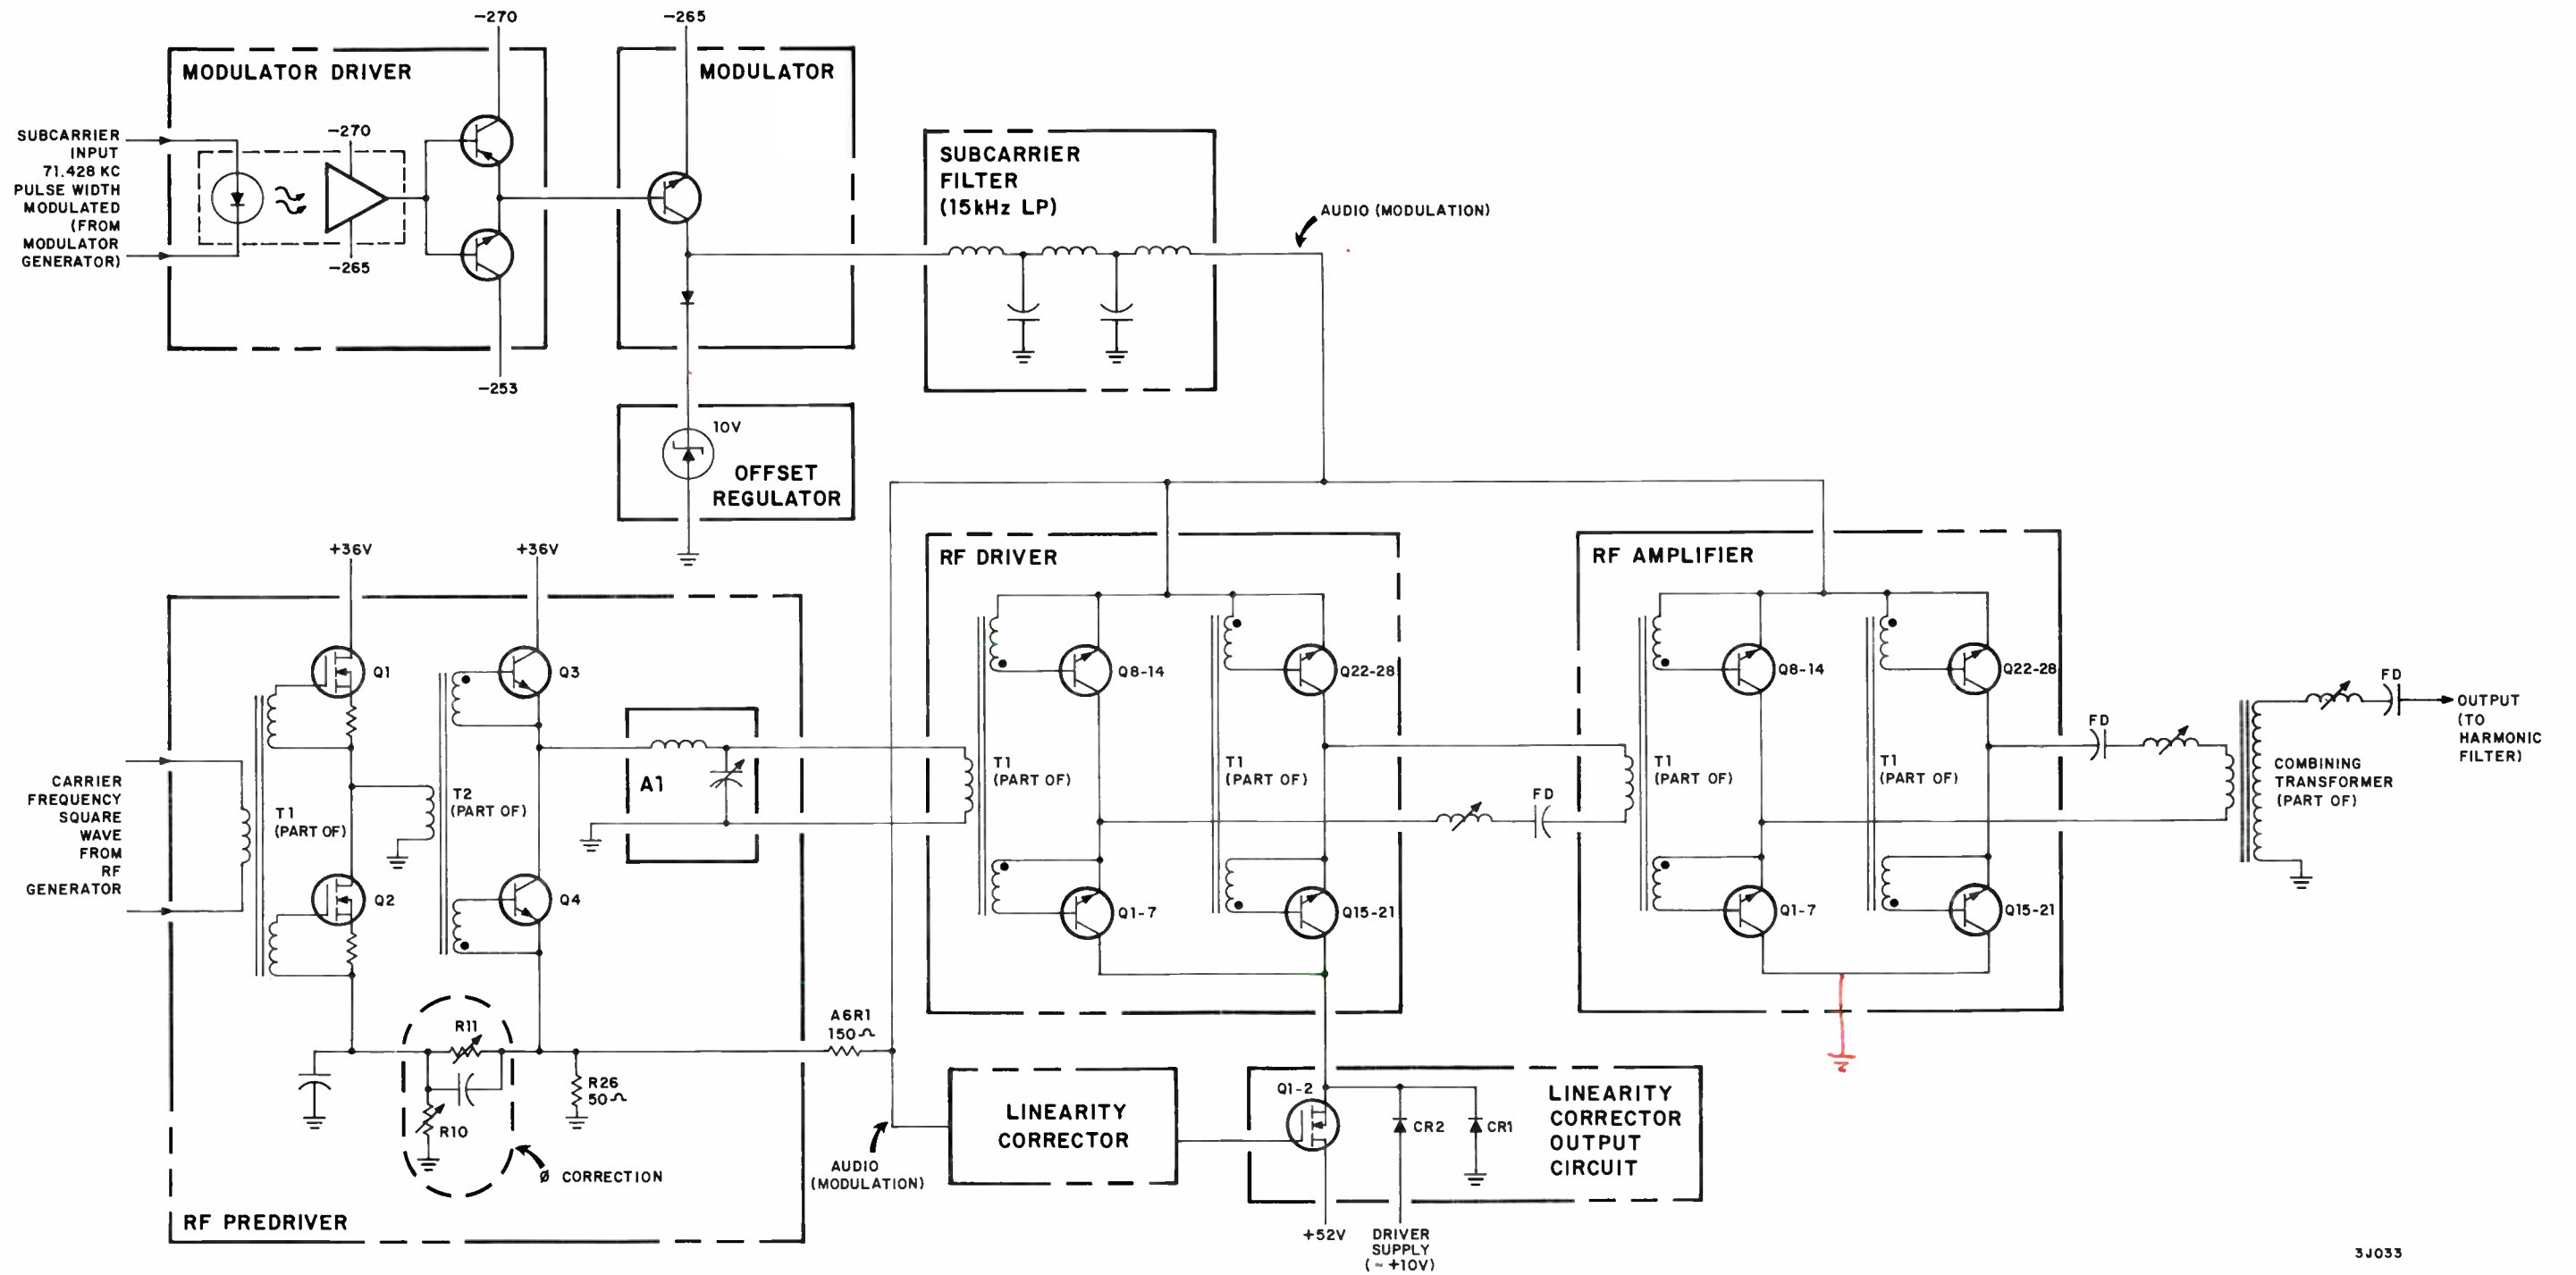 -270
-265
MODULATOR DRIVER
MODULATOR
SUBCARRIER
INPUT
71.428 KC
PULSE WIDTH
MODULATED
(FROM
MODULATOR
GENERATOR)
-270
-265
-253
SUBCARRIER
FILTER
(15kHz LP)
AUDIO (MODULATION)
10V
OFFSET
REGULATOR
+36V
+36V
RF DRIVER
RF AMPLIFIER
Q1
Q3
Q8-14
Q22-28
Q8-14
Q22-28
FD
OUTPUT
(TO
HARMONIC
FILTER)
FD
CARRIER
FREQUENCY
SQUARE
WAVE
FROM
RF
GENERATOR
T1
(PART OF)
T2
(PART OF)
A1
T1
(PART OF)
T1
(PART OF)
FD
T1
(PART OF)
T1
(PART OF)
COMBINING
TRANSFORMER
(PART OF)
Q2
Q4
Q1-7
Q15-21
Q1-7
Q15-21
R11
A6R1
150Ω
R26
50Ω
R10
Ø CORRECTION
AUDIO
(MODULATION)
LINEARITY
CORRECTOR
Q1-2
CR2
CR1
LINEARITY
CORRECTOR
OUTPUT
CIRCUIT
RF PREDRIVER
+52V
DRIVER
SUPPLY
(~ +10V)
3J033